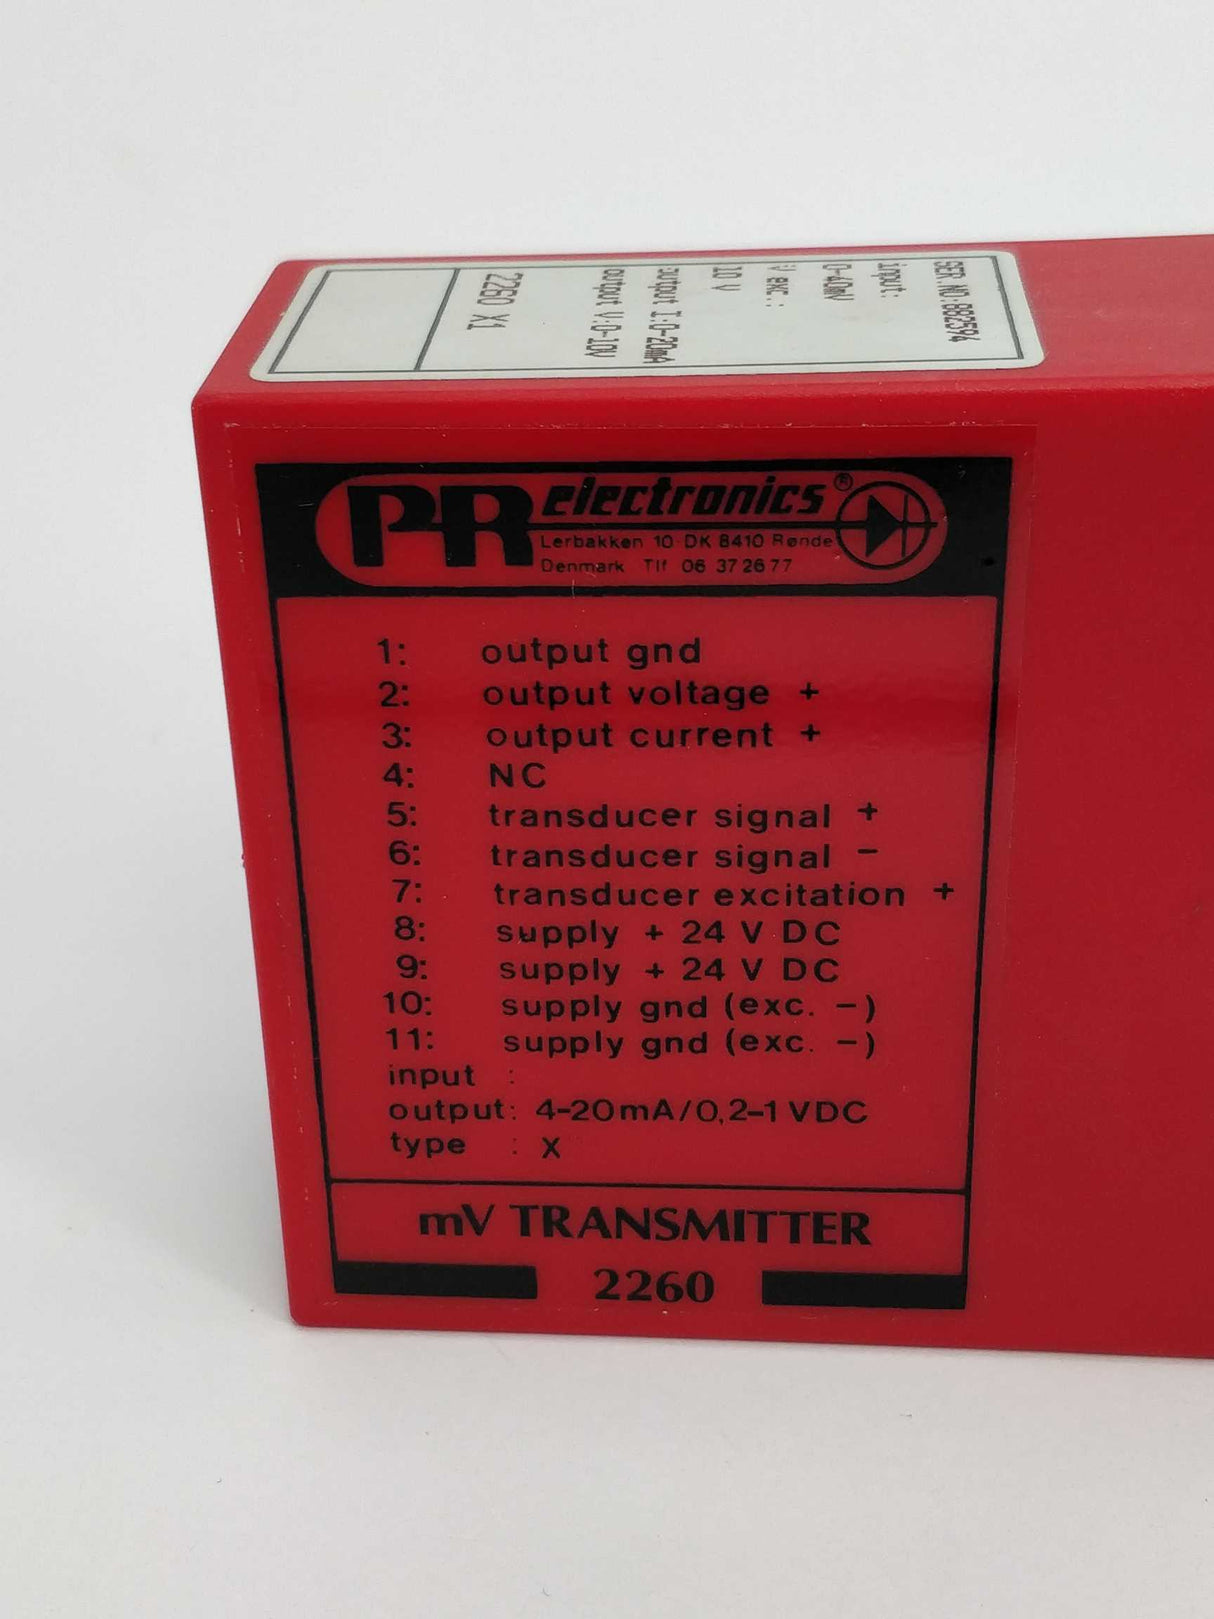 SER.NO:882594
input:
0-40mV
V exc.:
10 V
output I:0-20mA
output V:0-10V
2260 X1
PR electronics®
Lerbakken 10 DK 8410 Rønde
Denmark Tlf 06 37 26 77
1: output gnd
2: output voltage +
3: output current +
4: NC
5: transducer signal +
6: transducer signal −
7: transducer excitation +
8: supply + 24 V DC
9: supply + 24 V DC
10: supply gnd (exc. −)
11: supply gnd (exc. −)
input :
output: 4-20mA/0,2-1 VDC
type : X
mV TRANSMITTER
2260